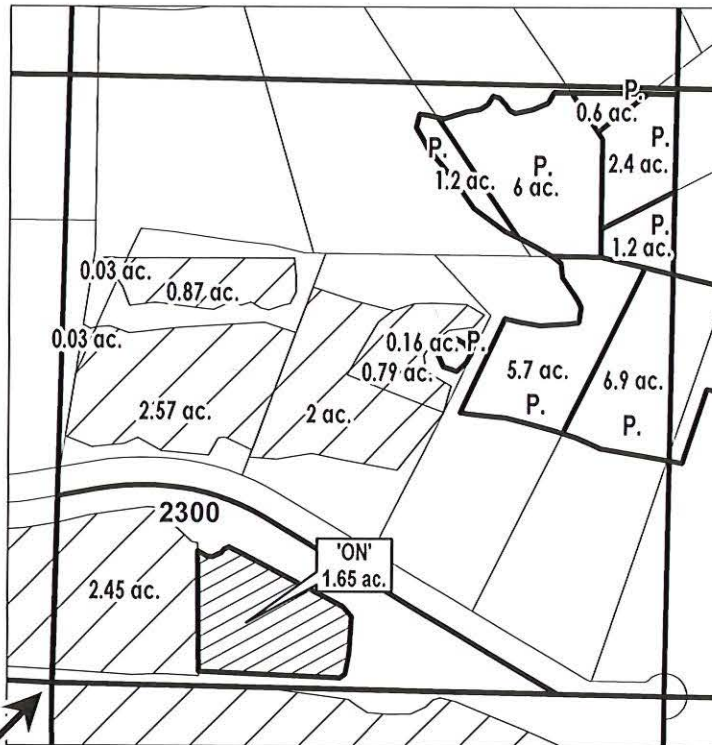 P.
0.6 ac.
P.
2.4 ac.
P.
1.2 ac.
P.
6 ac.
P.
1.2 ac.
0.03 ac.
0.87 ac.
0.03 ac.
0.16 ac.
P.
0.79 ac.
5.7 ac.
P.
6.9 ac.
P.
2.57 ac.
2 ac.
2300
'ON'
1.65 ac.
2.45 ac.